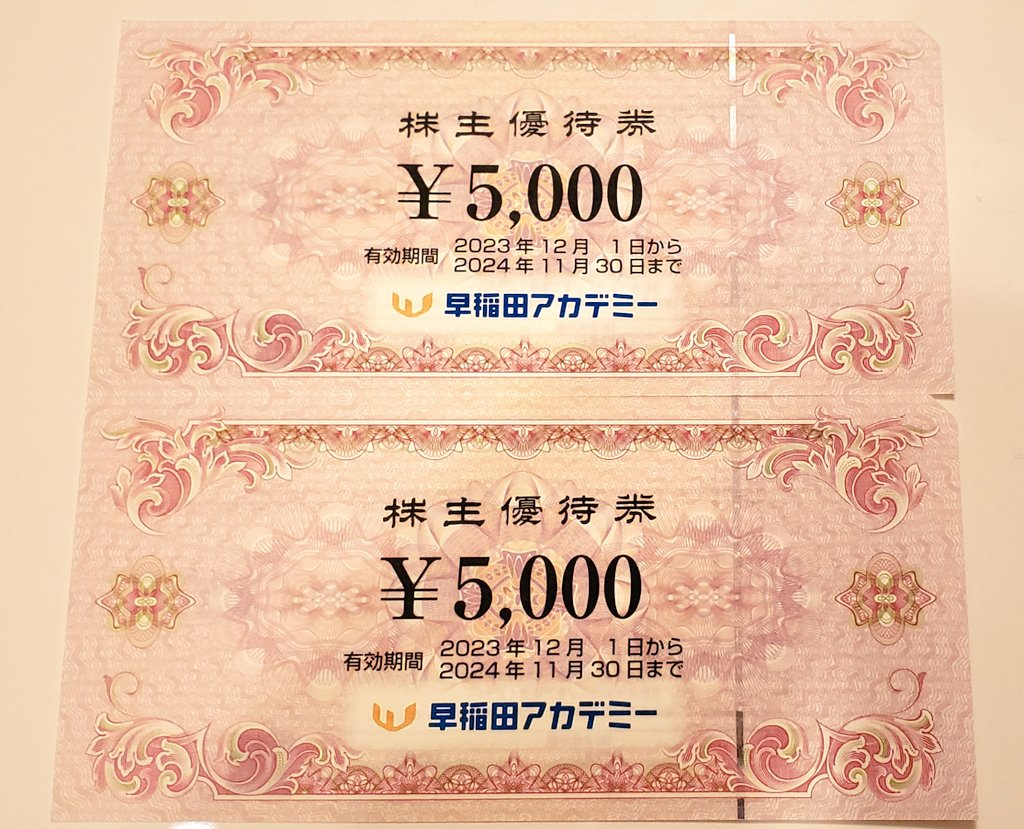 株主優待券
¥5,000
有効期間 2023年12月 1日から
2024年11月30日まで
早稲田アカデミー
株主優待券
¥5,000
有効期間 2023年12月 1日から
2024年11月30日まで
早稲田アカデミー